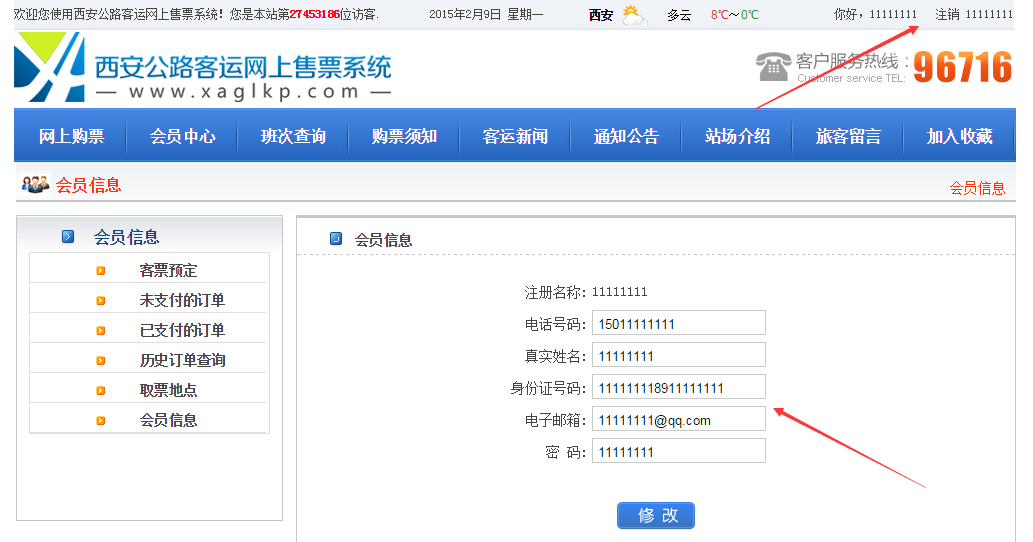 欢迎您使用西安公路客运网上售票系统！您是本站第27453186位访客. 2015年2月9日 星期一 西安 多云 8℃～0℃ 你好，11111111 注销 11111111
西安公路客运网上售票系统
— www.xaglkp.com —
客户服务热线：
Customer service TEL:
96716
网上购票 会员中心 班次查询 购票须知 客运新闻 通知公告 站场介绍 旅客留言 加入收藏
会员信息 会员信息
会员信息
客票预定
未支付的订单
已支付的订单
历史订单查询
取票地点
会员信息
会员信息
注册名称: 11111111
电话号码: 15011111111
真实姓名: 11111111
身份证号码: 111111118911111111
电子邮箱: 11111111@qq.com
密 码: 11111111
修 改